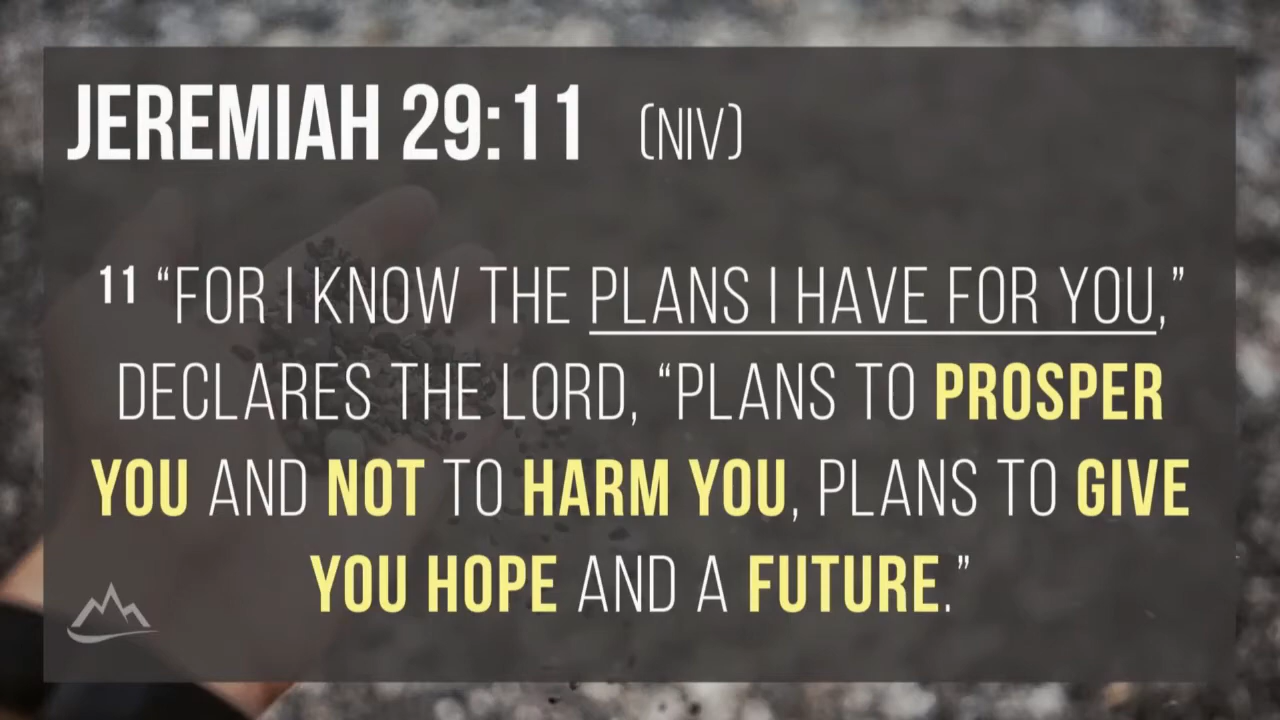 JEREMIAH 29:11 (NIV)
11 “FOR I KNOW THE PLANS I HAVE FOR YOU,”
DECLARES THE LORD, “PLANS TO PROSPER
YOU AND NOT TO HARM YOU, PLANS TO GIVE
YOU HOPE AND A FUTURE.”